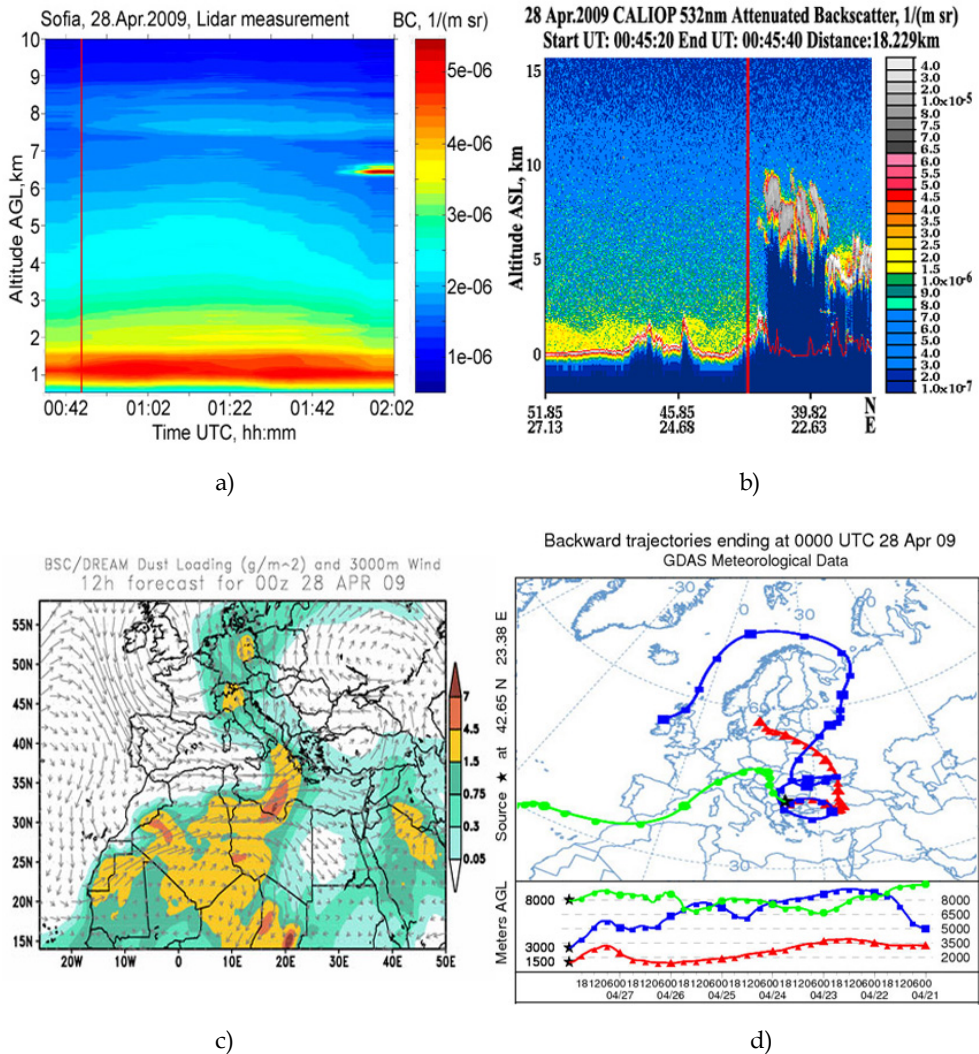 Sofia, 28.Apr.2009, Lidar measurement
BC, 1/(m sr)
10
9
8
7
6
5
4
3
2
1
Altitude AGL,km
00:42 01:02 01:22 01:42 02:02
Time UTC, hh:mm
5e-06
4e-06
3e-06
2e-06
1e-06
a)
28 Apr.2009 CALIOP 532nm Attenuated Backscatter, 1/(m sr)
Start UT: 00:45:20 End UT: 00:45:40 Distance:18.229km
15
10
5
0
Altitude ASL, km
51.85 45.85 39.82 N
27.13 24.68 22.63 E
4.0
3.0
2.0
1.0×10-5
8.0
7.5
7.0
6.5
6.0
5.5
5.0
4.5
4.0
3.5
3.0
2.5
2.0
1.5
1.0×10-6
9.0
8.0
7.0
6.0
5.0
4.0
3.0
2.0
1.0×10-7
b)
BSC/DREAM Dust Loading (g/m^2) and 3000m Wind
12h forecast for 00z 28 APR 09
55N
50N
45N
40N
35N
30N
25N
20N
15N
20W 10W 0 10E 20E 30E 40E 50E
7
4.5
1.5
0.75
0.3
0.05
c)
Backward trajectories ending at 0000 UTC 28 Apr 09
GDAS Meteorological Data
Source ★ at 42.65 N 23.38 E
30
0
30
60
30
30
Meters AGL
8000
3000
1500
8000
6500
5000
3500
2000
181206001812060018120600181206001812060018120600181206000
04/27 04/26 04/25 04/24 04/23 04/22 04/21
d)